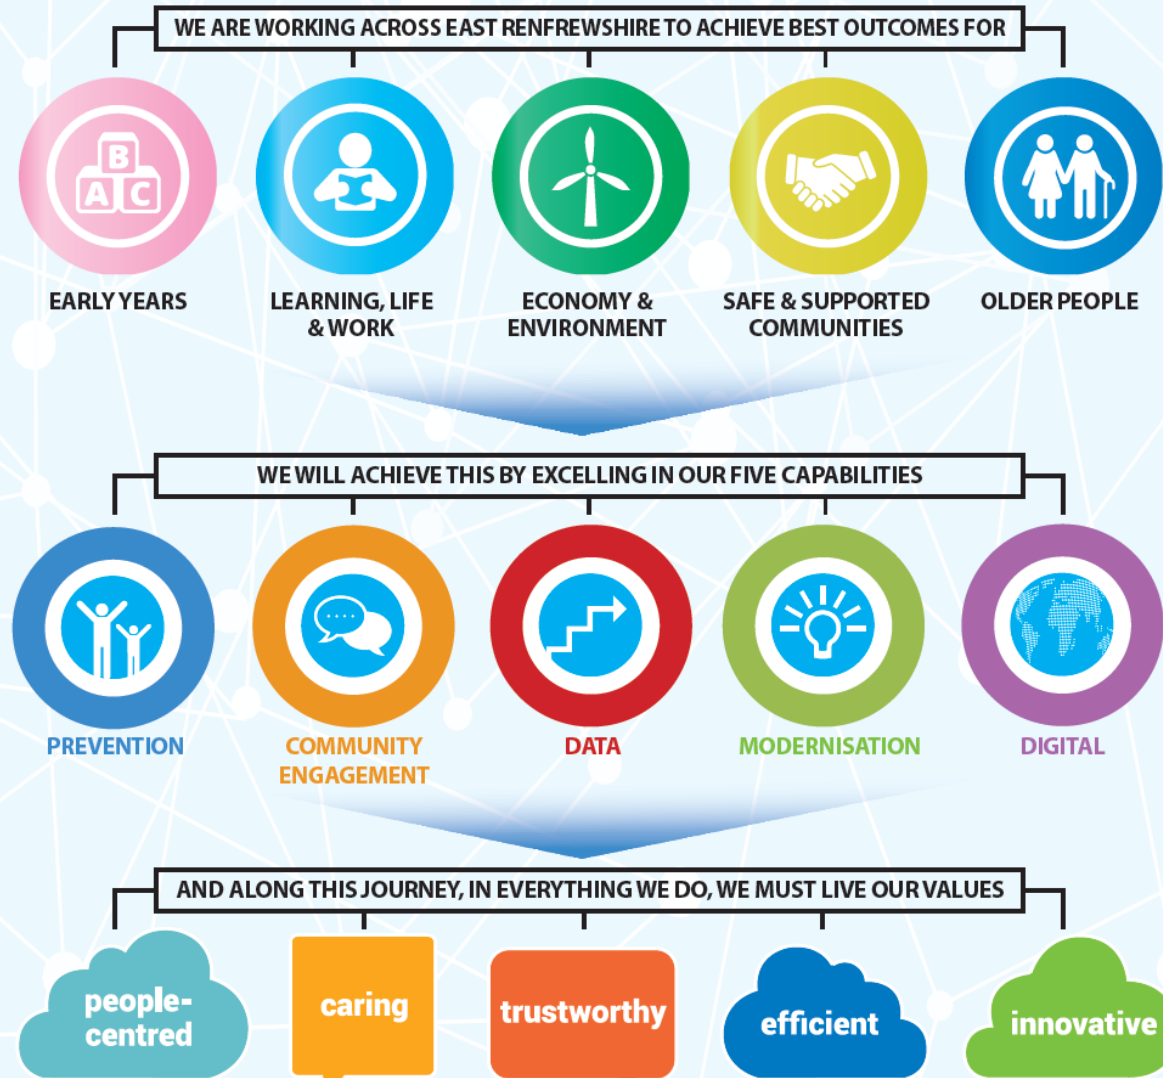 WE ARE WORKING ACROSS EAST RENFREWSHIRE TO ACHIEVE BEST OUTCOMES FOR
B
A C
EARLY YEARS
LEARNING, LIFE
& WORK
ECONOMY &
ENVIRONMENT
SAFE & SUPPORTED
COMMUNITIES
OLDER PEOPLE
WE WILL ACHIEVE THIS BY EXCELLING IN OUR FIVE CAPABILITIES
PREVENTION
COMMUNITY
ENGAGEMENT
DATA
MODERNISATION
DIGITAL
AND ALONG THIS JOURNEY, IN EVERYTHING WE DO, WE MUST LIVE OUR VALUES
people-
centred
caring
trustworthy
efficient
innovative